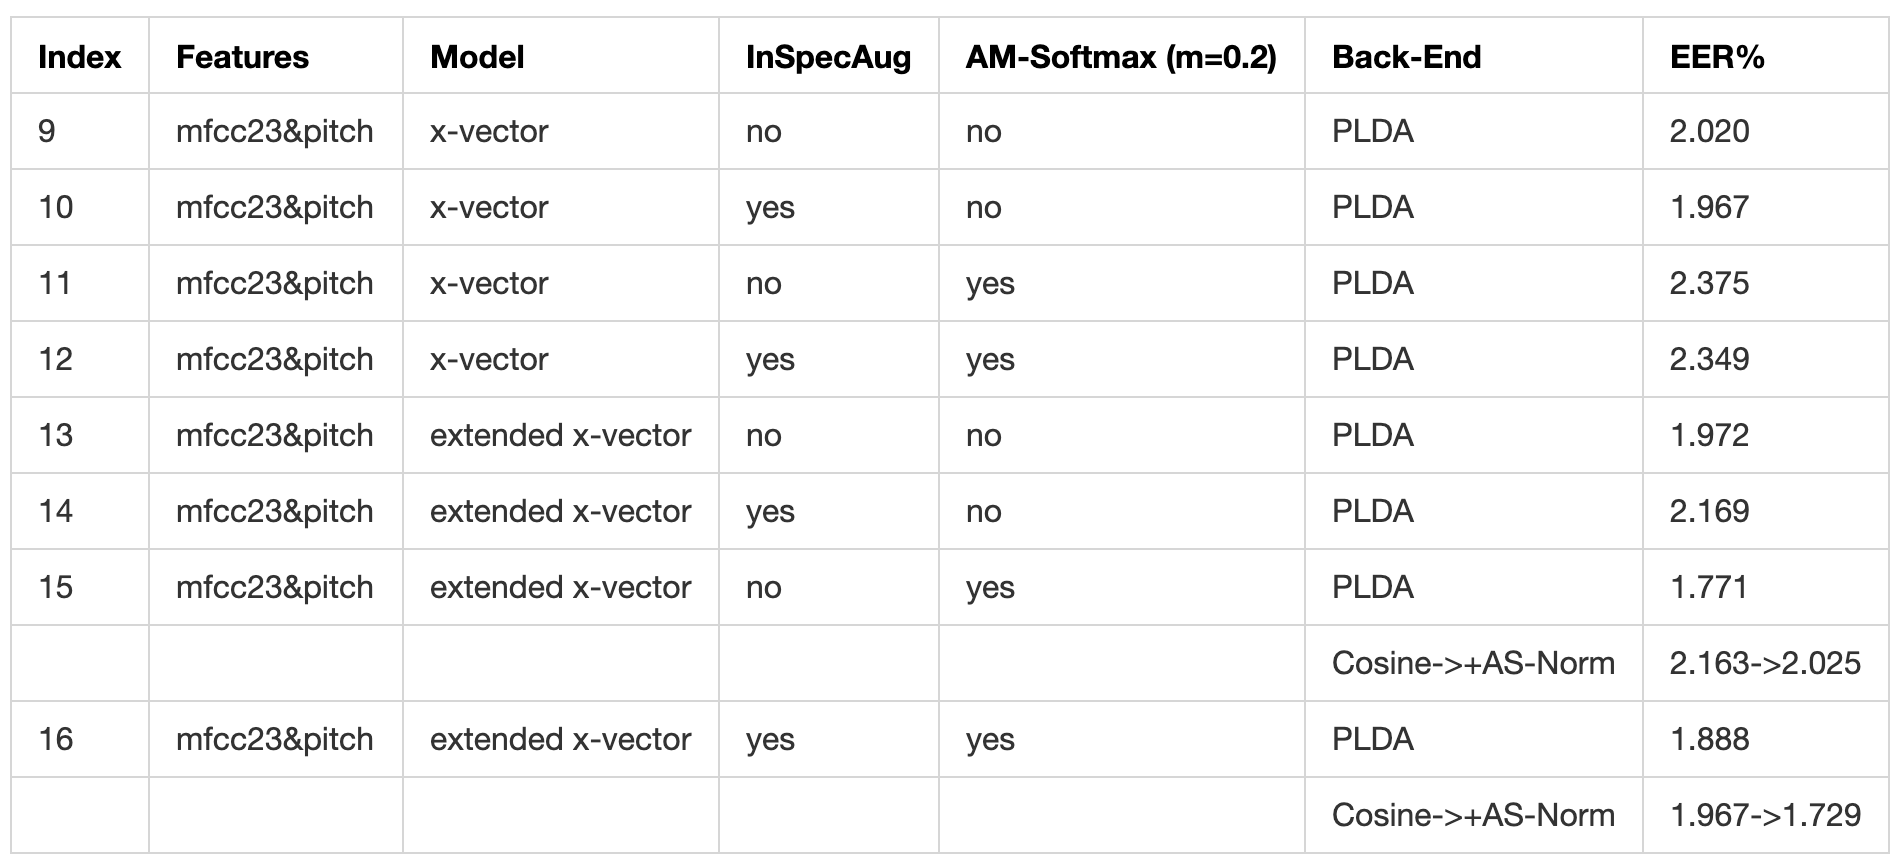 Index Features Model InSpecAug AM-Softmax (m=0.2) Back-End EER%
9 mfcc23&pitch x-vector no no PLDA 2.020
10 mfcc23&pitch x-vector yes no PLDA 1.967
11 mfcc23&pitch x-vector no yes PLDA 2.375
12 mfcc23&pitch x-vector yes yes PLDA 2.349
13 mfcc23&pitch extended x-vector no no PLDA 1.972
14 mfcc23&pitch extended x-vector yes no PLDA 2.169
15 mfcc23&pitch extended x-vector no yes PLDA 1.771
Cosine->+AS-Norm 2.163->2.025
16 mfcc23&pitch extended x-vector yes yes PLDA 1.888
Cosine->+AS-Norm 1.967->1.729